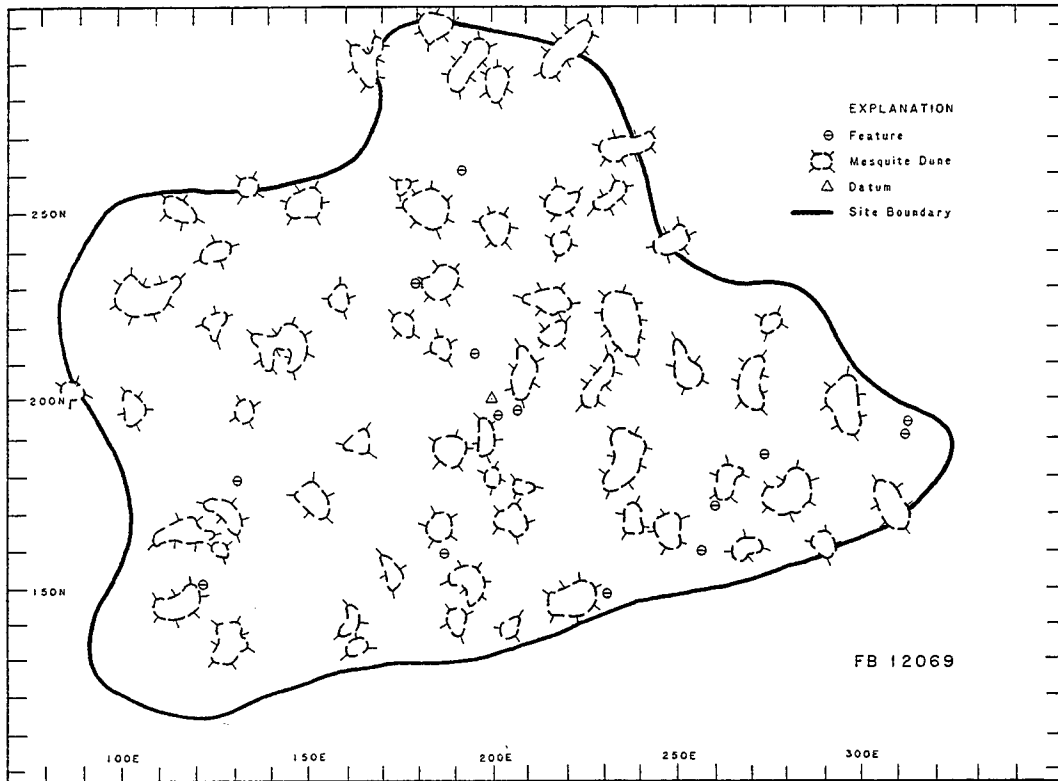 EXPLANATION
Feature
Mesquite Dune
Datum
Site Boundary
250N
200N
150N
FB 12069
100E 150E 200E 250E 300E